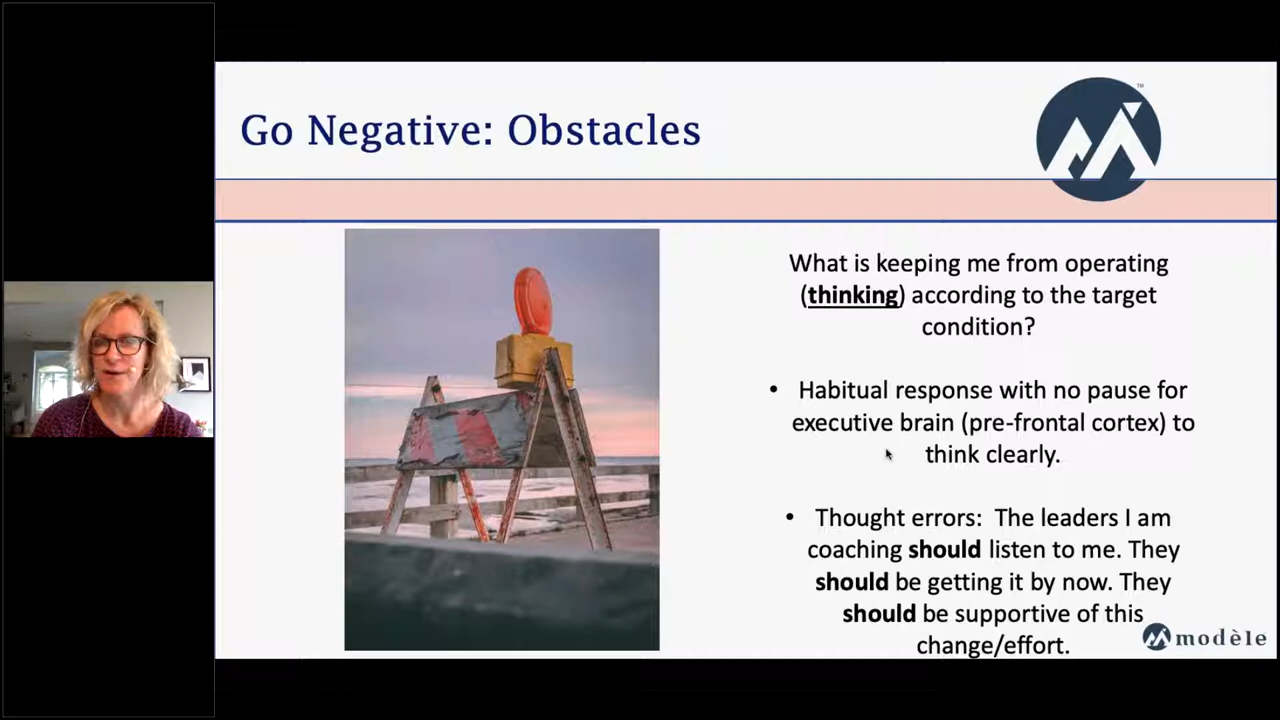 Go Negative: Obstacles
TM
What is keeping me from operating
(thinking) according to the target
condition?
• Habitual response with no pause for
executive brain (pre-frontal cortex) to
think clearly.
• Thought errors: The leaders I am
coaching should listen to me. They
should be getting it by now. They
should be supportive of this
change/effort.
modèle